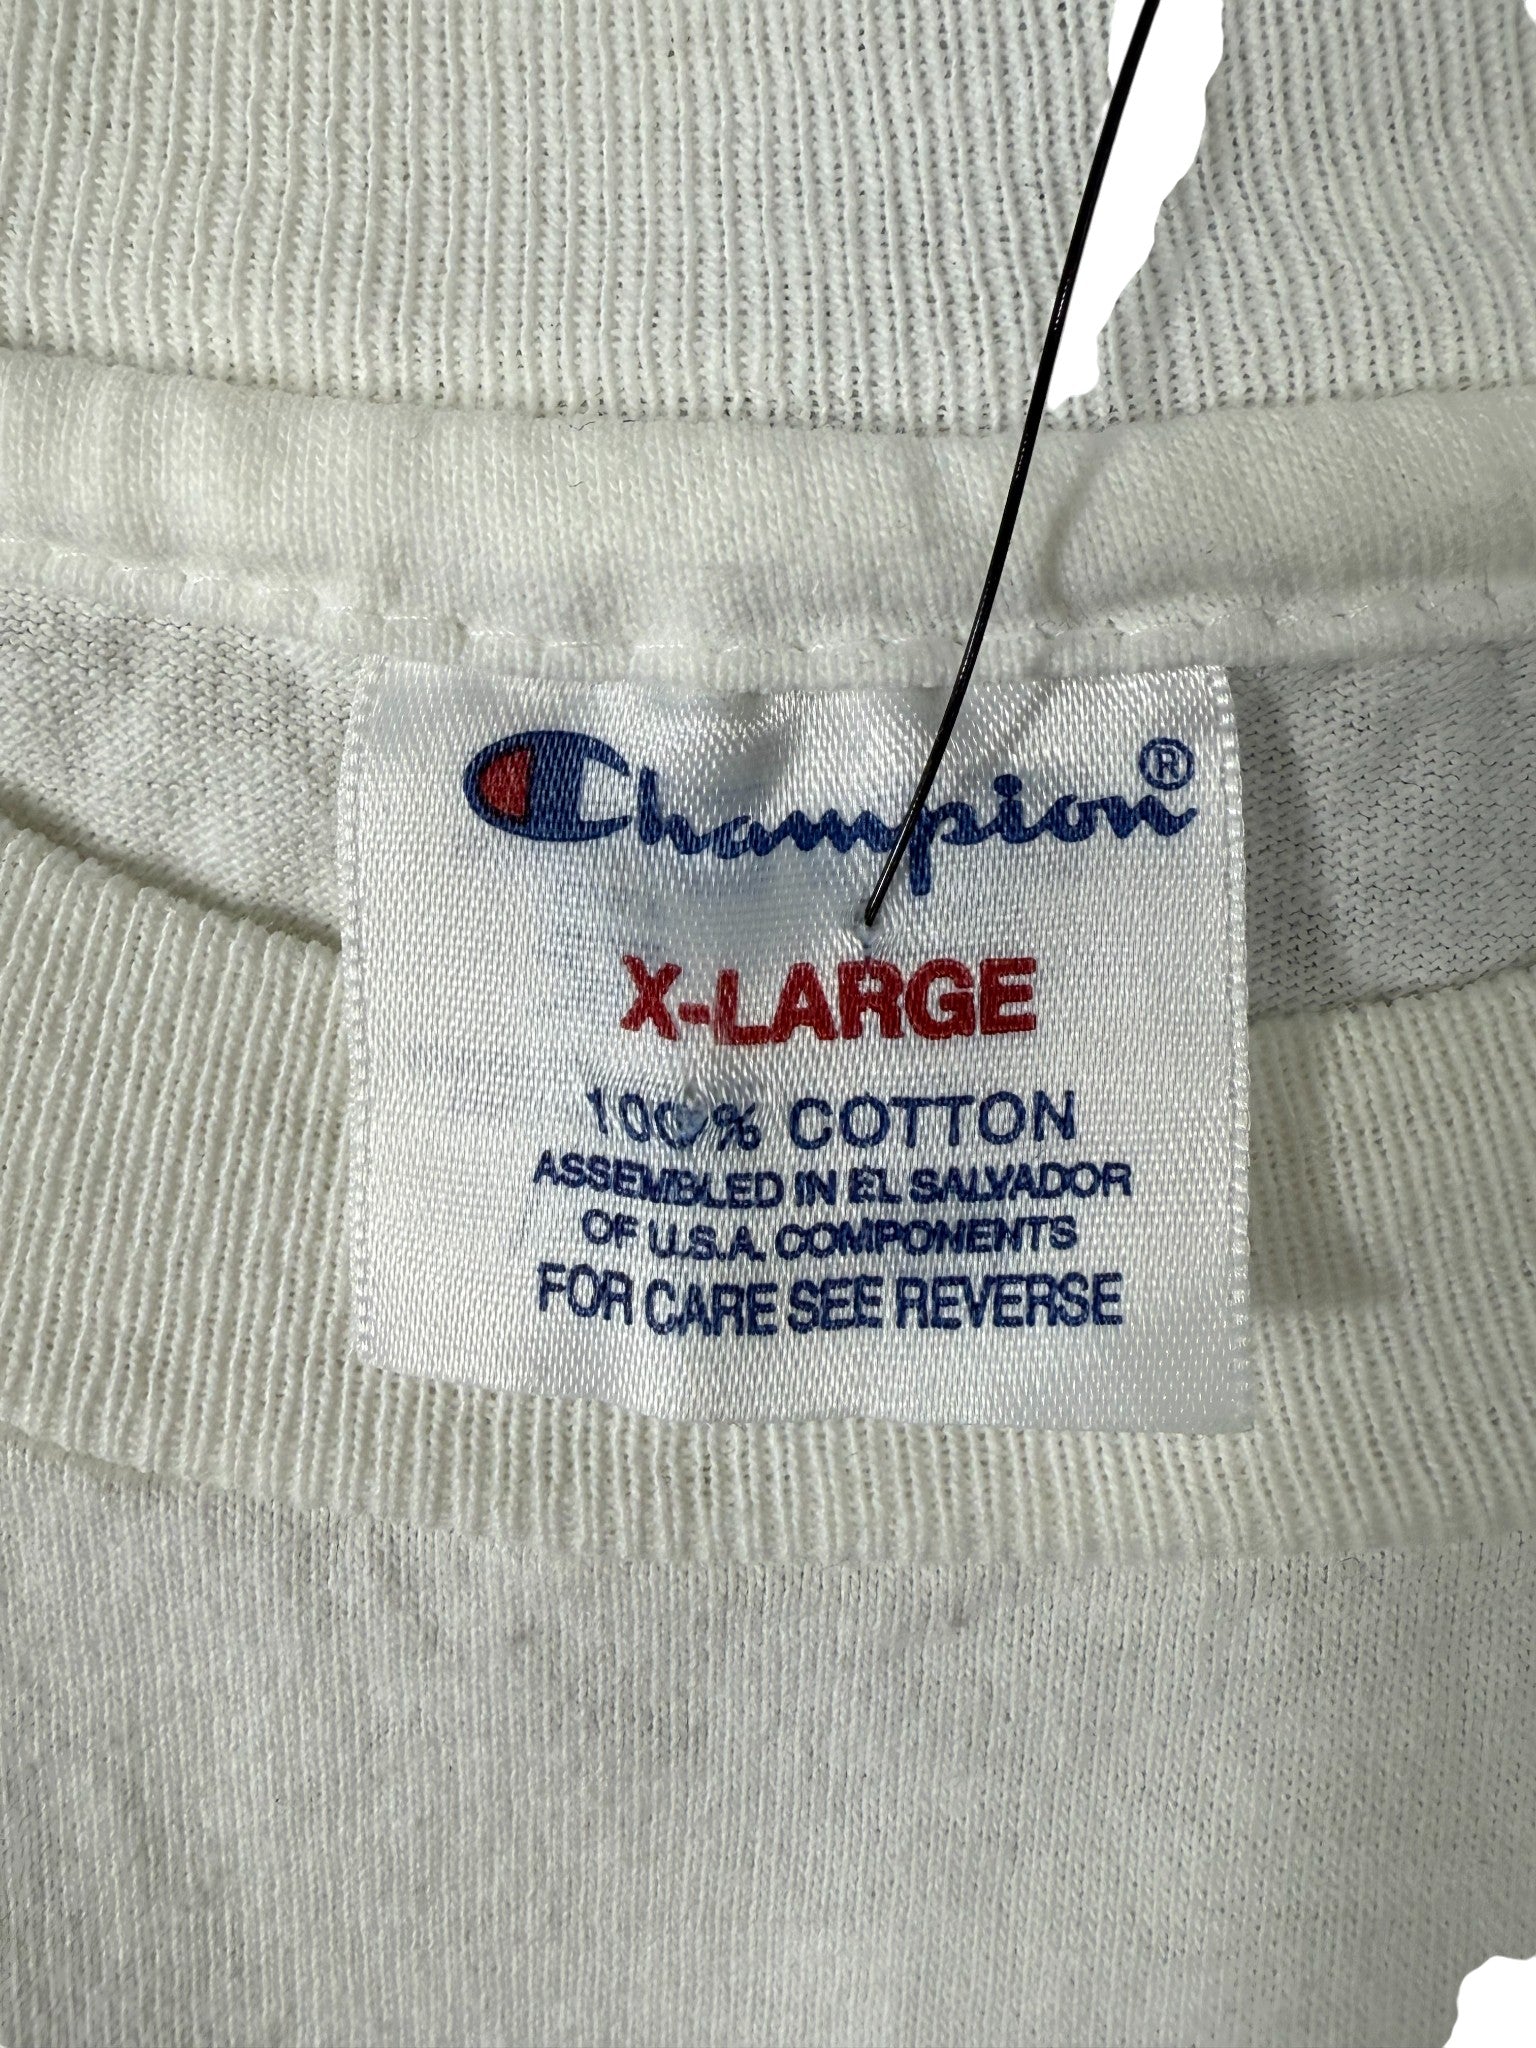 Champion®
X-LARGE
100% COTTON
ASSEMBLED IN EL SALVADOR
OF U.S.A. COMPONENTS
FOR CARE SEE REVERSE